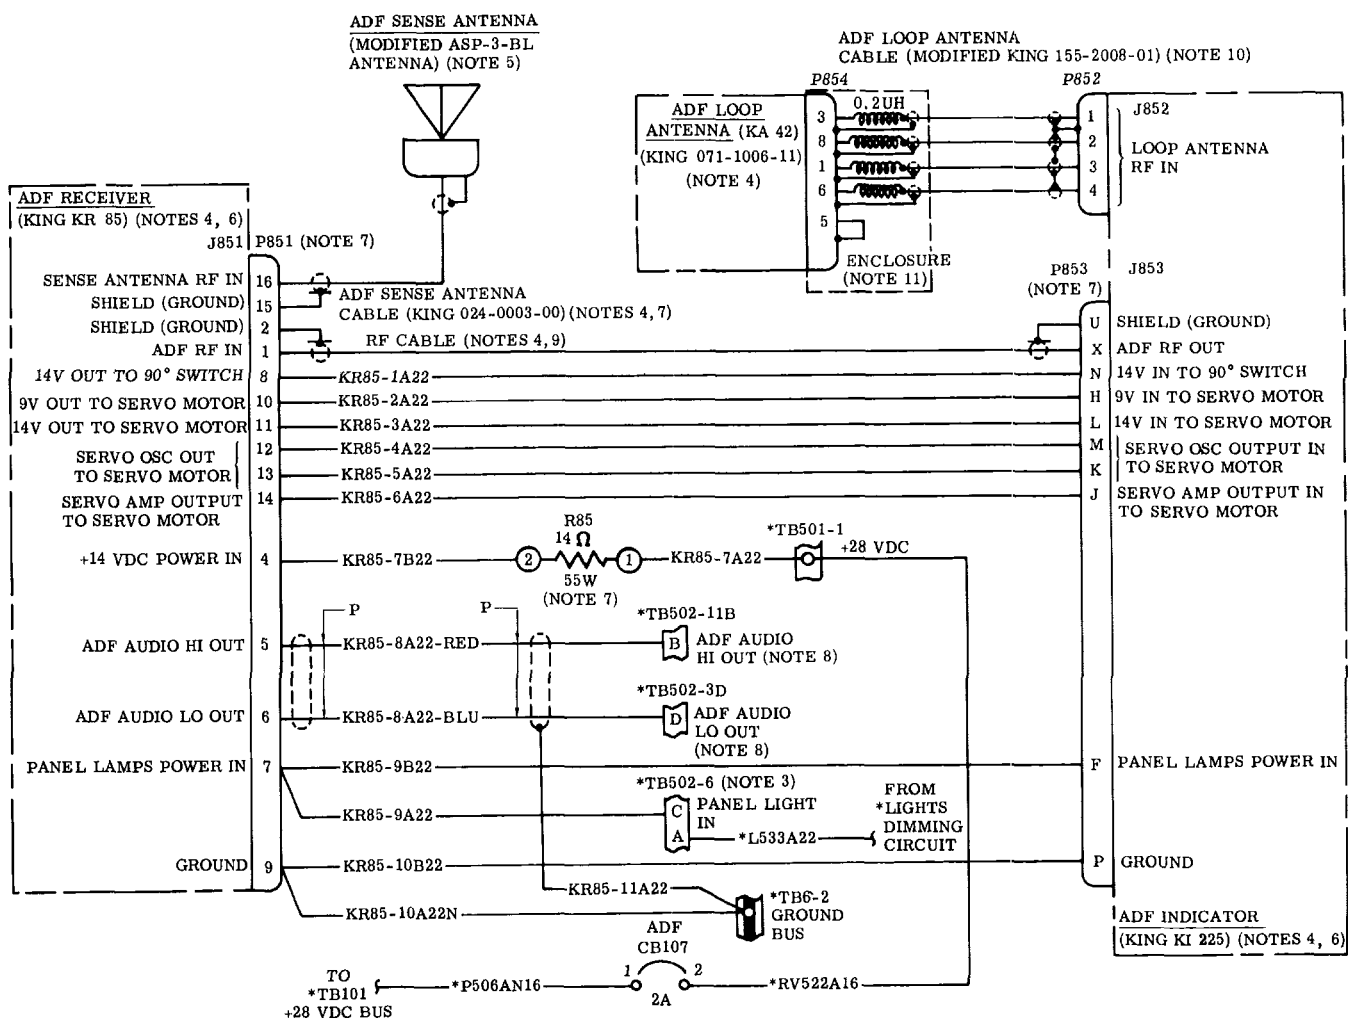 ADF SENSE ANTENNA
(MODIFIED ASP-3-BL
ANTENNA) (NOTE 5)
ADF LOOP ANTENNA
CABLE (MODIFIED KING 155-2008-01) (NOTE 10)
P854
P852
ADF LOOP
ANTENNA (KA 42)
(KING 071-1006-11)
(NOTE 4)
0.2UH
3
8
1
6
5
ENCLOSURE
(NOTE 11)
1
2
3
4
J852
LOOP ANTENNA
RF IN
ADF RECEIVER
(KING KR 85) (NOTES 4, 6)
J851
P851 (NOTE 7)
P853
(NOTE 7)
J853
SENSE ANTENNA RF IN
16
SHIELD (GROUND)
15
ADF SENSE ANTENNA
CABLE (KING 024-0003-00) (NOTES 4,7)
SHIELD (GROUND)
2
RF CABLE (NOTES 4,9)
U
SHIELD (GROUND)
ADF RF IN
1
X
ADF RF OUT
14V OUT TO 90° SWITCH
8
KR85-1A22
N
14V IN TO 90° SWITCH
9V OUT TO SERVO MOTOR
10
KR85-2A22
H
9V IN TO SERVO MOTOR
14V OUT TO SERVO MOTOR
11
KR85-3A22
L
14V IN TO SERVO MOTOR
SERVO OSC OUT
TO SERVO MOTOR
12
KR85-4A22
M
13
KR85-5A22
K
SERVO OSC OUTPUT IN
TO SERVO MOTOR
SERVO AMP OUTPUT
TO SERVO MOTOR
14
KR85-6A22
J
SERVO AMP OUTPUT IN
TO SERVO MOTOR
+14 VDC POWER IN
4
KR85-7B22
2
R85
14 Ω
55W
(NOTE 7)
1
KR85-7A22
*TB501-1
+28 VDC
P
P
ADF AUDIO HI OUT
5
KR85-8A22-RED
*TB502-11B
B
ADF AUDIO
HI OUT (NOTE 8)
ADF AUDIO LO OUT
6
KR85-8A22-BLU
*TB502-3D
D
ADF AUDIO
LO OUT
(NOTE 8)
PANEL LAMPS POWER IN
7
KR85-9B22
F
PANEL LAMPS POWER IN
KR85-9A22
*TB502-6 (NOTE 3)
C
PANEL LIGHT
IN
A
*L533A22
FROM
*LIGHTS
DIMMING
CIRCUIT
GROUND
9
KR85-10B22
P
GROUND
KR85-11A22
KR85-10A22N
*TB6-2
GROUND
BUS
ADF INDICATOR
(KING KI 225) (NOTES 4, 6)
ADF
CB107
1
2
2A
TO
*TB101
+28 VDC BUS
*P506AN16
*RV522A16